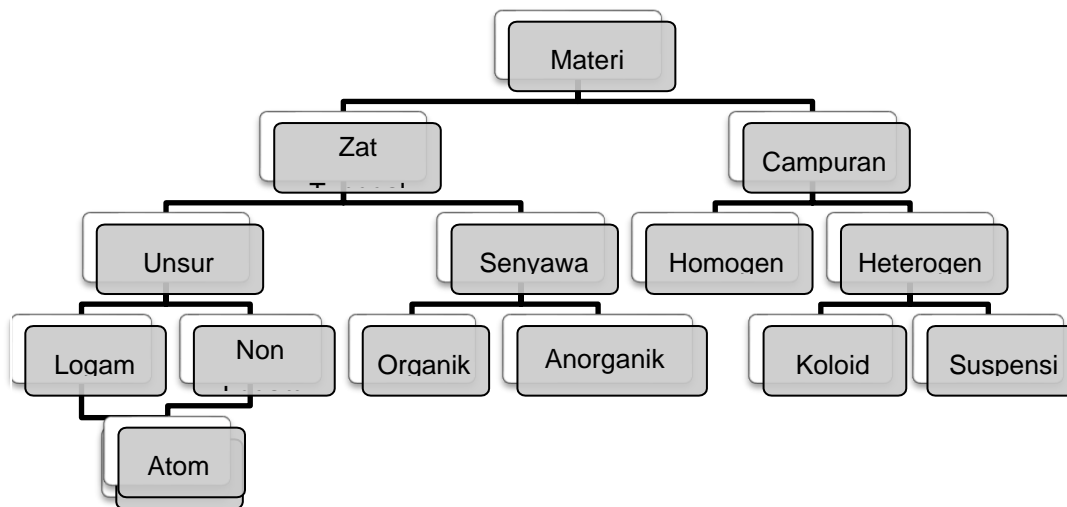 Materi
Zat
Campuran
Unsur
Senyawa
Homogen
Heterogen
Logam
Non
Organik
Anorganik
Koloid
Suspensi
Atom